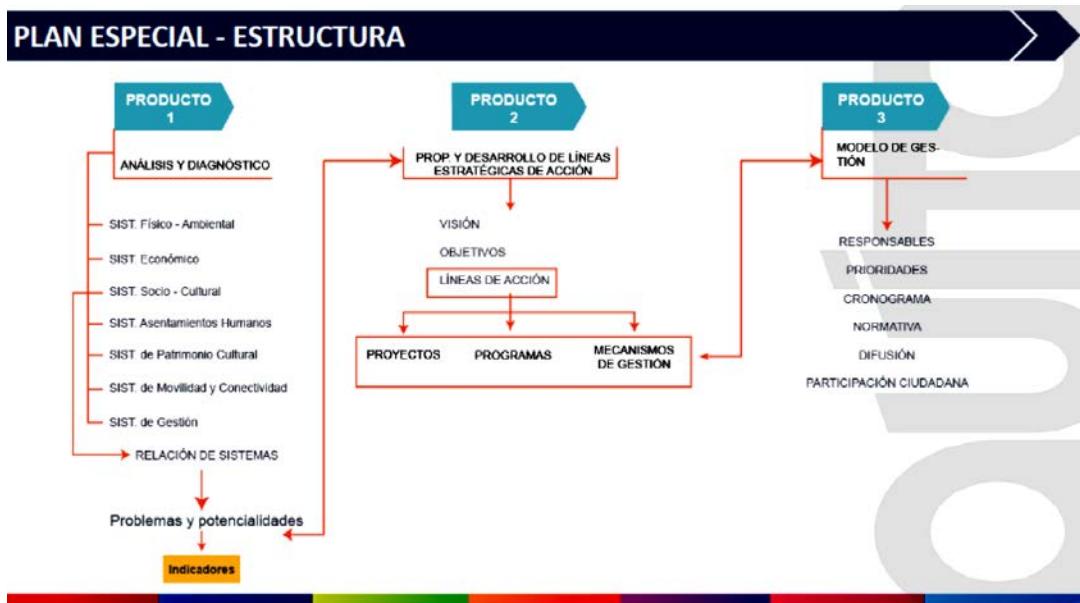 PLAN ESPECIAL - ESTRUCTURA
PRODUCTO
1
ANÁLISIS Y DIAGNÓSTICO
SIST. Físico - Ambiental
SIST. Económico
SIST. Socio - Cultural
SIST. Asentamientos Humanos
SIST. de Patrimonio Cultural
SIST. de Movilidad y Conectividad
SIST. de Gestión
RELACIÓN DE SISTEMAS
Problemas y potencialidades
Indicadores
PRODUCTO
2
PROP. Y DESARROLLO DE LÍNEAS
ESTRATÉGICAS DE ACCIÓN
VISIÓN
OBJETIVOS
LÍNEAS DE ACCIÓN
PROYECTOS
PROGRAMAS
MECANISMOS
DE GESTIÓN
PRODUCTO
3
MODELO DE GES-
TIÓN
RESPONSABLES
PRIORIDADES
CRONOGRAMA
NORMATIVA
DIFUSIÓN
PARTICIPACIÓN CIUDADANA